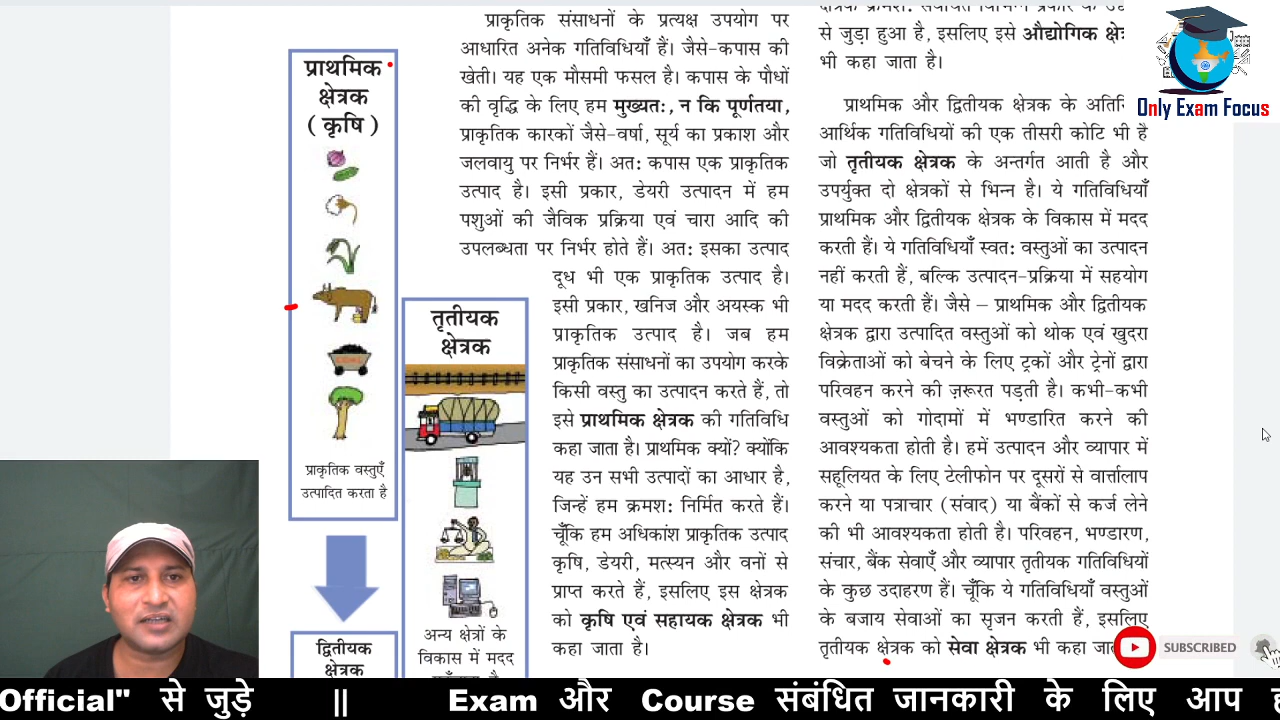 प्राथमिक
क्षेत्रक
( कृषि )
प्राकृतिक वस्तुएँ
उत्पादित करता है
द्वितीयक
क्षेत्रक
तृतीयक
क्षेत्रक
अन्य क्षेत्रों के
विकास में मदद
प्राकृतिक संसाधनों के प्रत्यक्ष उपयोग पर
आधारित अनेक गतिविधियाँ हैं। जैसे–कपास की
खेती। यह एक मौसमी फसल है। कपास के पौधों
की वृद्धि के लिए हम मुख्यतः, न कि पूर्णतया,
प्राकृतिक कारकों जैसे–वर्षा, सूर्य का प्रकाश और
जलवायु पर निर्भर हैं। अतः कपास एक प्राकृतिक
उत्पाद है। इसी प्रकार, डेयरी उत्पादन में हम
पशुओं की जैविक प्रक्रिया एवं चारा आदि की
उपलब्धता पर निर्भर होते हैं। अतः इसका उत्पाद
दूध भी एक प्राकृतिक उत्पाद है।
इसी प्रकार, खनिज और अयस्क भी
प्राकृतिक उत्पाद है। जब हम
प्राकृतिक संसाधनों का उपयोग करके
किसी वस्तु का उत्पादन करते हैं, तो
इसे प्राथमिक क्षेत्रक की गतिविधि
कहा जाता है। प्राथमिक क्यों? क्योंकि
यह उन सभी उत्पादों का आधार है,
जिन्हें हम क्रमशः निर्मित करते हैं।
चूँकि हम अधिकांश प्राकृतिक उत्पाद
कृषि, डेयरी, मत्स्यन और वनों से
प्राप्त करते हैं, इसलिए इस क्षेत्रक
को कृषि एवं सहायक क्षेत्रक भी
कहा जाता है।
से जुड़ा हुआ है, इसलिए इसे औद्योगिक
भी कहा जाता है।
प्राथमिक और द्वितीयक क्षेत्रक के
आर्थिक गतिविधियों की एक तीसरी कोटि भी है
जो तृतीयक क्षेत्रक के अन्तर्गत आती है और
उपर्युक्त दो क्षेत्रकों से भिन्न है। ये गतिविधियाँ
प्राथमिक और द्वितीयक क्षेत्रक के विकास में मदद
करती हैं। ये गतिविधियाँ स्वतः वस्तुओं का उत्पादन
नहीं करती हैं, बल्कि उत्पादन–प्रक्रिया में सहयोग
या मदद करती हैं। जैसे – प्राथमिक और द्वितीयक
क्षेत्रक द्वारा उत्पादित वस्तुओं को थोक एवं खुदरा
विक्रेताओं को बेचने के लिए ट्रकों और ट्रेनों द्वारा
परिवहन करने की ज़रूरत पड़ती है। कभी–कभी
वस्तुओं को गोदामों में भण्डारित करने की
आवश्यकता होती है। हमें उत्पादन और व्यापार में
सहूलियत के लिए टेलीफोन पर दूसरों से वार्त्तालाप
करने या पत्राचार (संवाद) या बैंकों से कर्ज लेने
की भी आवश्यकता होती है। परिवहन, भण्डारण,
संचार, बैंक सेवाएँ और व्यापार तृतीयक गतिविधियों
के कुछ उदाहरण हैं। चूँकि ये गतिविधियाँ वस्तुओं
के बजाय सेवाओं का सृजन करती हैं, इसलिए
तृतीयक क्षेत्रक को सेवा क्षेत्रक भी कहा
Only Exam Focus
SUBSCRIBED
Official" से जुड़े || Exam और Course संबंधित जानकारी के लिए आप